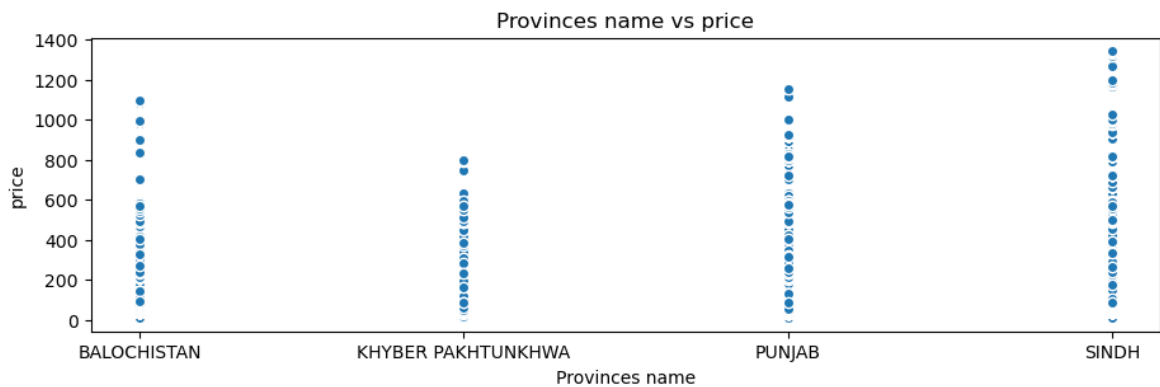 Provinces name vs price
1400
1200
1000
800
600
400
200
0
price
BALOCHISTAN KHYBER PAKHTUNKHWA PUNJAB SINDH
Provinces name